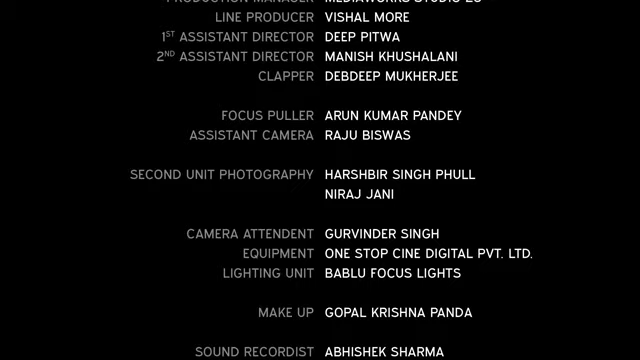 LINE PRODUCER VISHAL MORE
1ST ASSISTANT DIRECTOR DEEP PITWA
2ND ASSISTANT DIRECTOR MANISH KHUSHALANI
CLAPPER DEBDEEP MUKHERJEE
FOCUS PULLER ARUN KUMAR PANDEY
ASSISTANT CAMERA RAJU BISWAS
SECOND UNIT PHOTOGRAPHY HARSHBIR SINGH PHULL
NIRAJ JANI
CAMERA ATTENDENT GURVINDER SINGH
EQUIPMENT ONE STOP CINE DIGITAL PVT. LTD.
LIGHTING UNIT BABLU FOCUS LIGHTS
MAKE UP GOPAL KRISHNA PANDA
SOUND RECORDIST ABHISHEK SHARMA